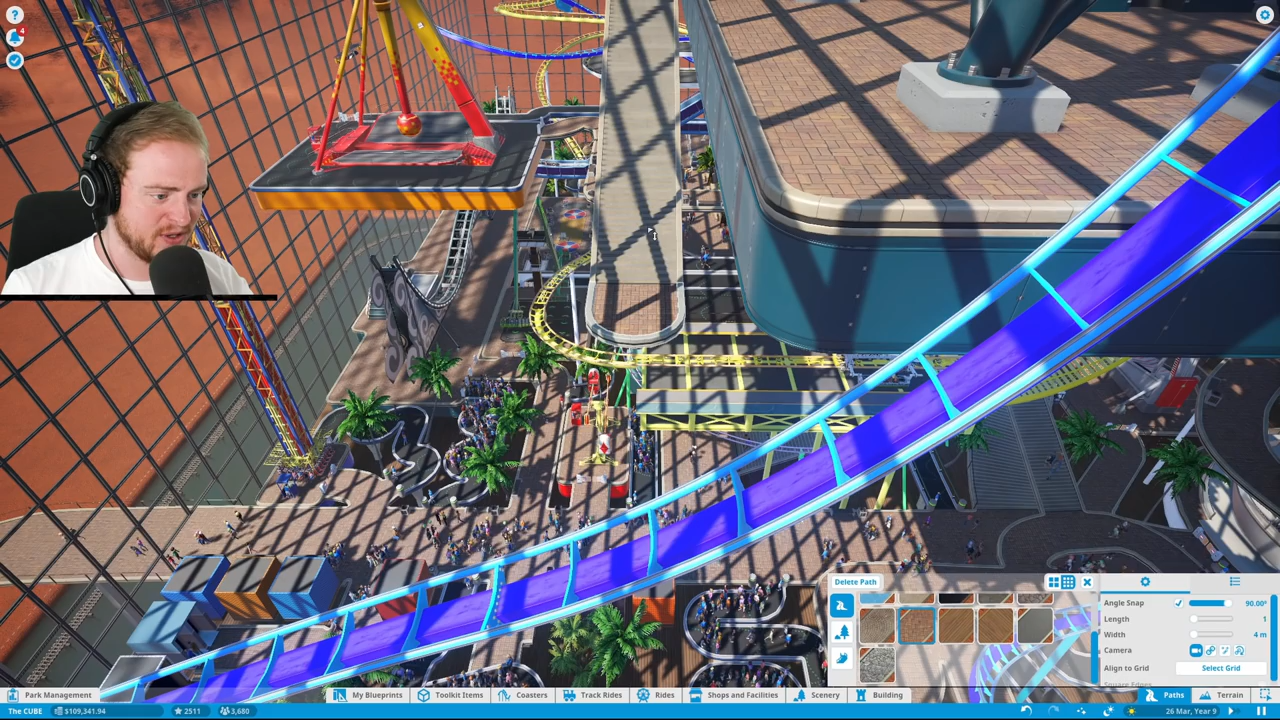 ?
4
Delete Path
Angle Snap 90.00°
Length 1
Width 4 m
Camera
Align to Grid Select Grid
Park Management
My Blueprints
Toolkit Items
Coasters
Track Rides
Rides
Shops and Facilities
Scenery
Building
Paths
Terrain
The CUBE
$109,341.94
2511
3,680
26 Mar, Year 9